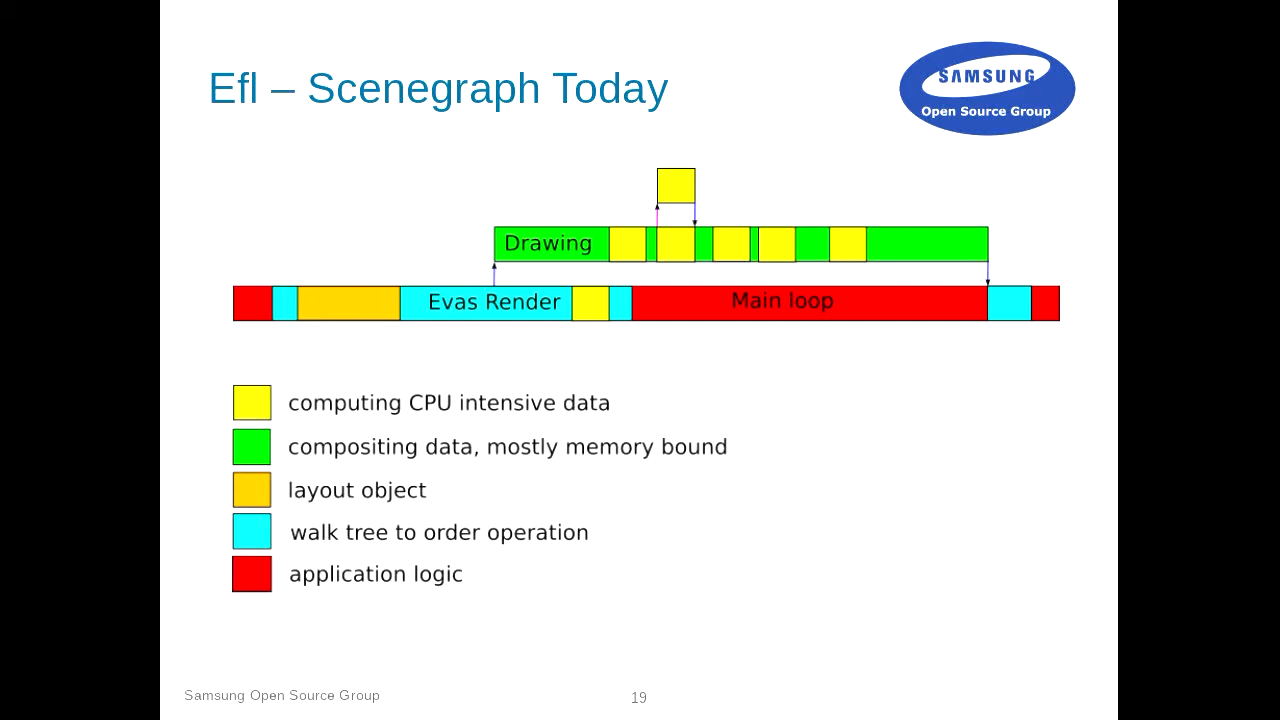 Efl – Scenegraph Today
SAMSUNG
Open Source Group
Drawing
Evas Render
Main loop
computing CPU intensive data
compositing data, mostly memory bound
layout object
walk tree to order operation
application logic
Samsung Open Source Group
19